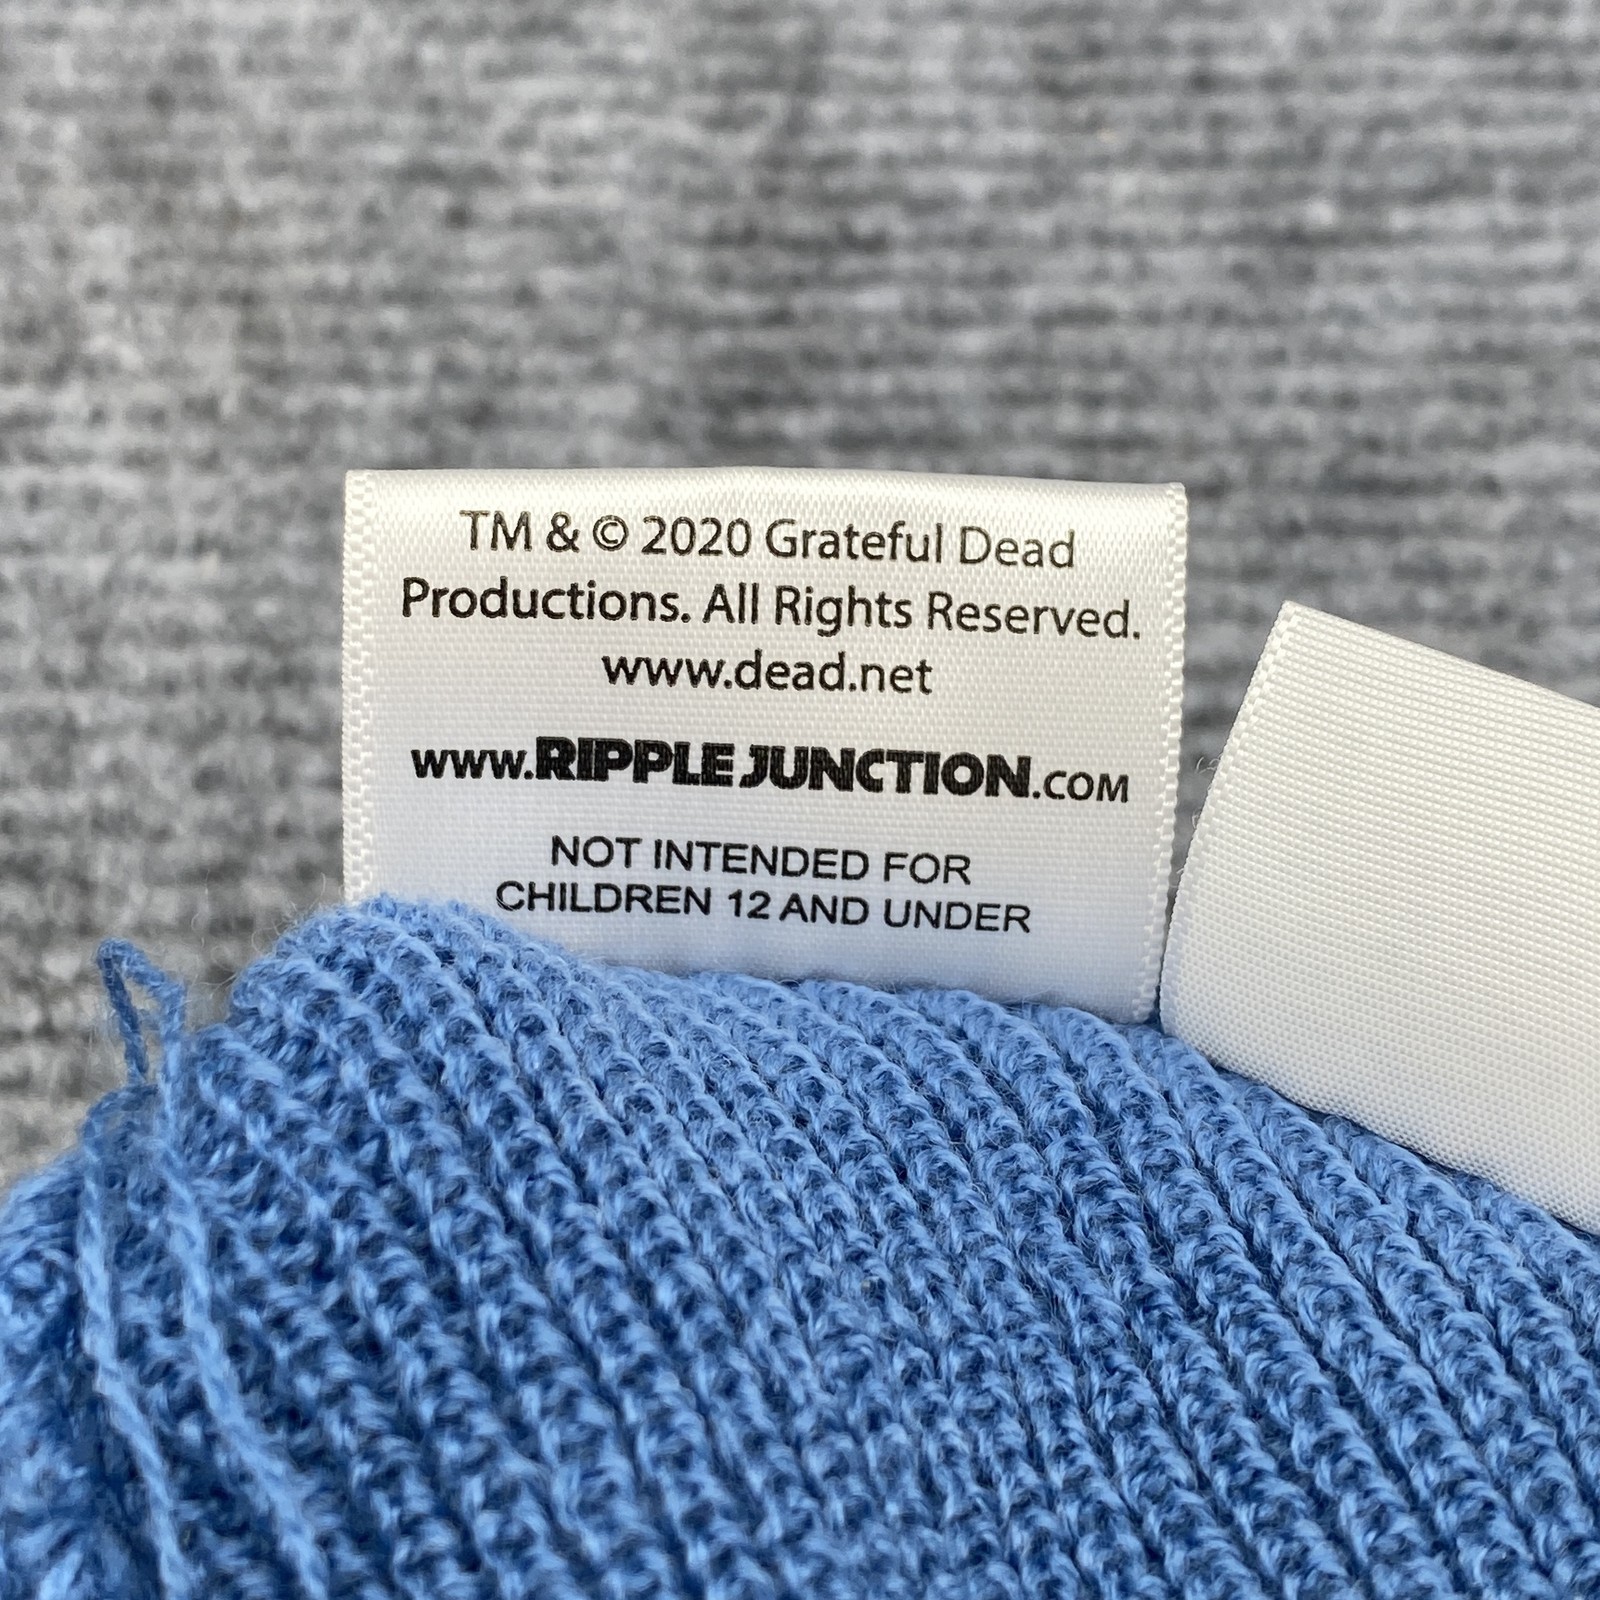 TM & © 2020 Grateful Dead
Productions. All Rights Reserved.
www.dead.net
www.RIPPLE JUNCTION.COM
NOT INTENDED FOR
CHILDREN 12 AND UNDER